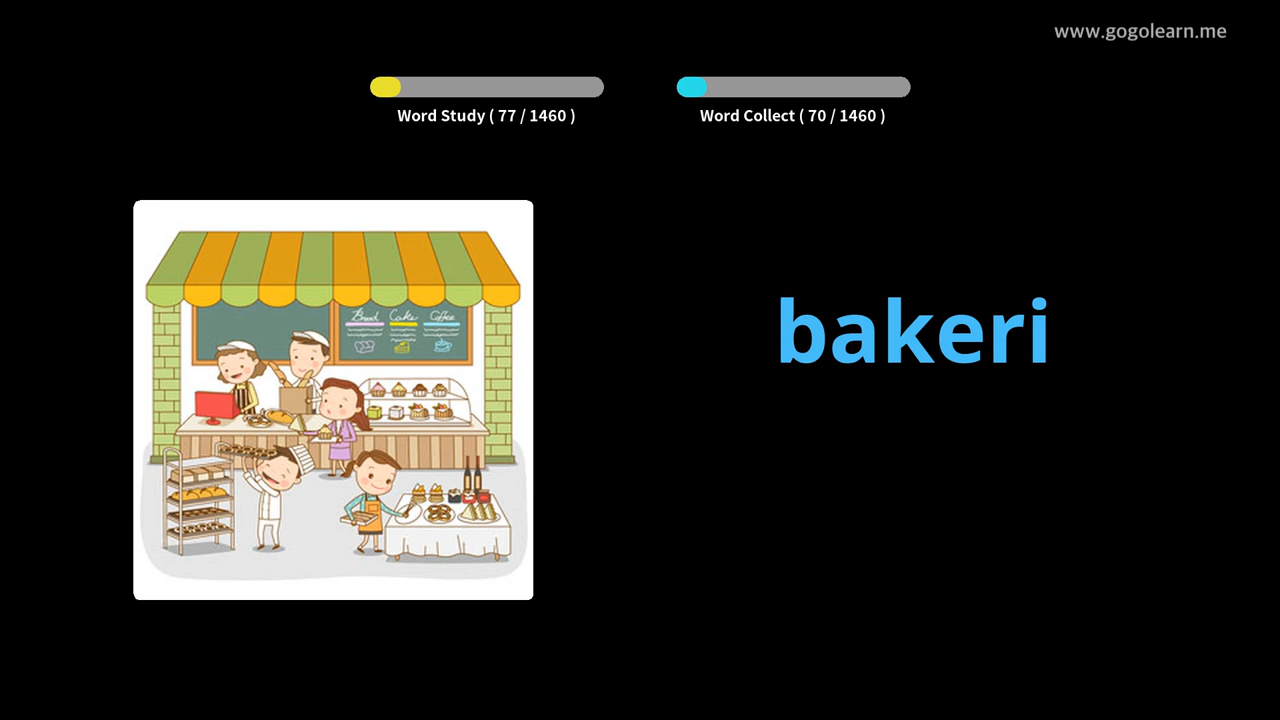 www.gogolearn.me
Word Study ( 77 / 1460 )
Word Collect ( 70 / 1460 )
Bread Cake Coffee
bakeri